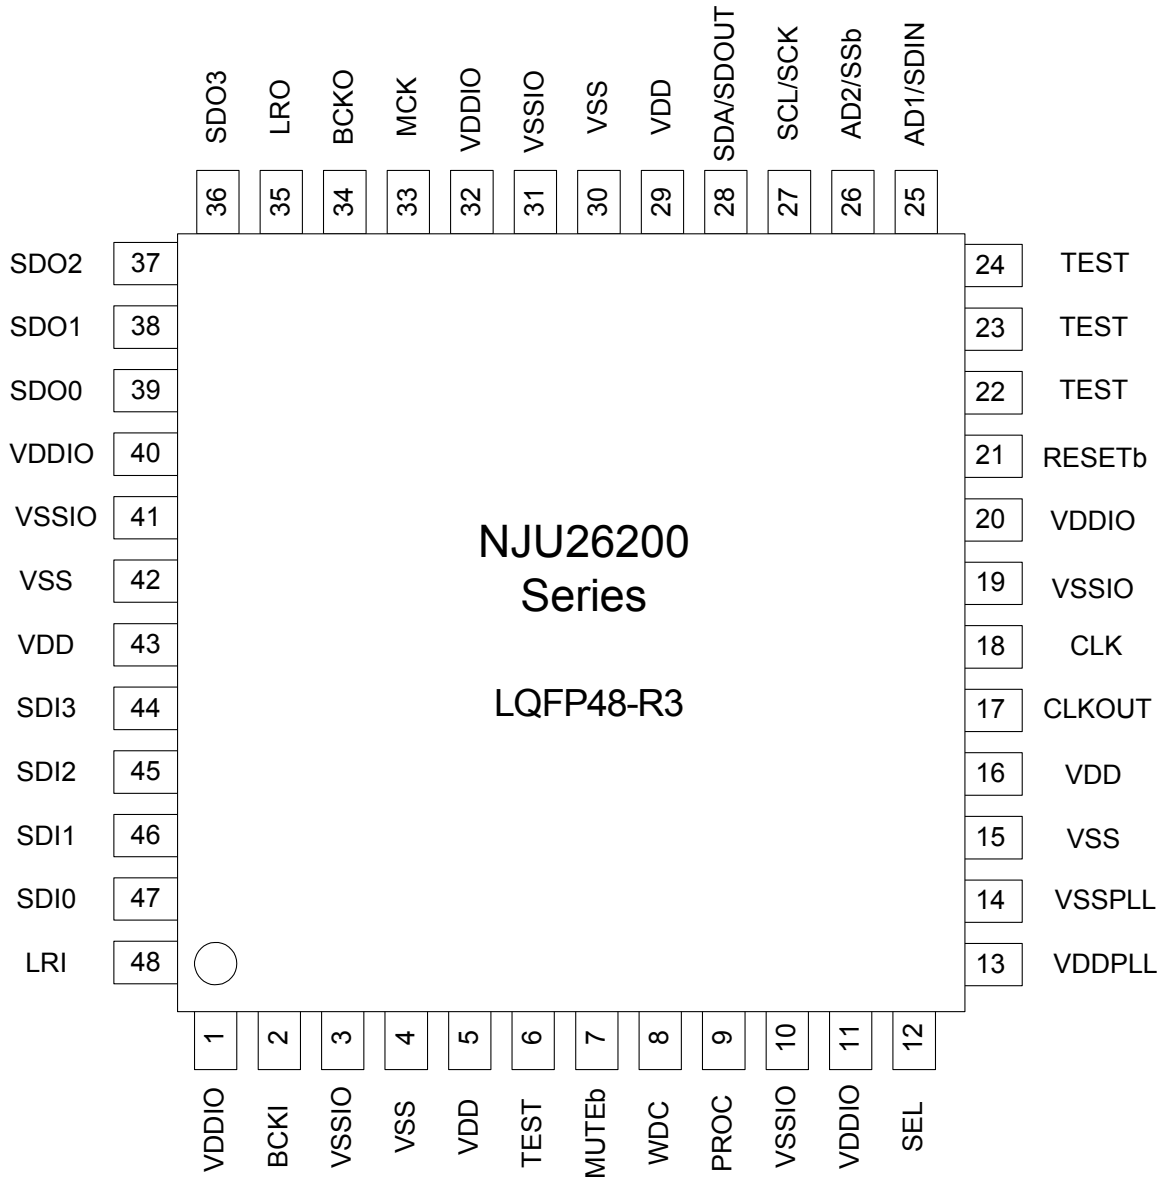 SDO3 LRO BCKO MCK VDDIO VSSIO VSS VDD SDA/SDOUT SCL/SCK AD2/SSb AD1/SDIN
36 35 34 33 32 31 30 29 28 27 26 25
SDO2 37
SDO1 38
SDO0 39
VDDIO 40
VSSIO 41
VSS 42
VDD 43
SDI3 44
SDI2 45
SDI1 46
SDI0 47
LRI 48
NJU26200
Series
LQFP48-R3
24 TEST
23 TEST
22 TEST
21 RESETb
20 VDDIO
19 VSSIO
18 CLK
17 CLKOUT
16 VDD
15 VSS
14 VSSPLL
13 VDDPLL
1 2 3 4 5 6 7 8 9 10 11 12
VDDIO BCKI VSSIO VSS VDD TEST MUTEb WDC PROC VSSIO VDDIO SEL